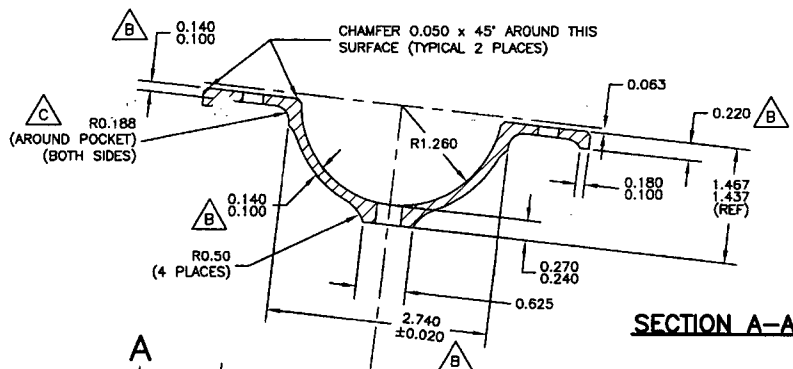 B
0.140
0.100
CHAMFER 0.050 x 45° AROUND THIS
SURFACE (TYPICAL 2 PLACES)
0.063
0.220
B
C
R0.188
(AROUND POCKET)
(BOTH SIDES)
R1.260
0.140
0.100
B
0.180
0.100
1.467
1.437
(REF)
R0.50
(4 PLACES)
0.270
0.240
0.625
2.740
±0.020
B
SECTION A-A
A